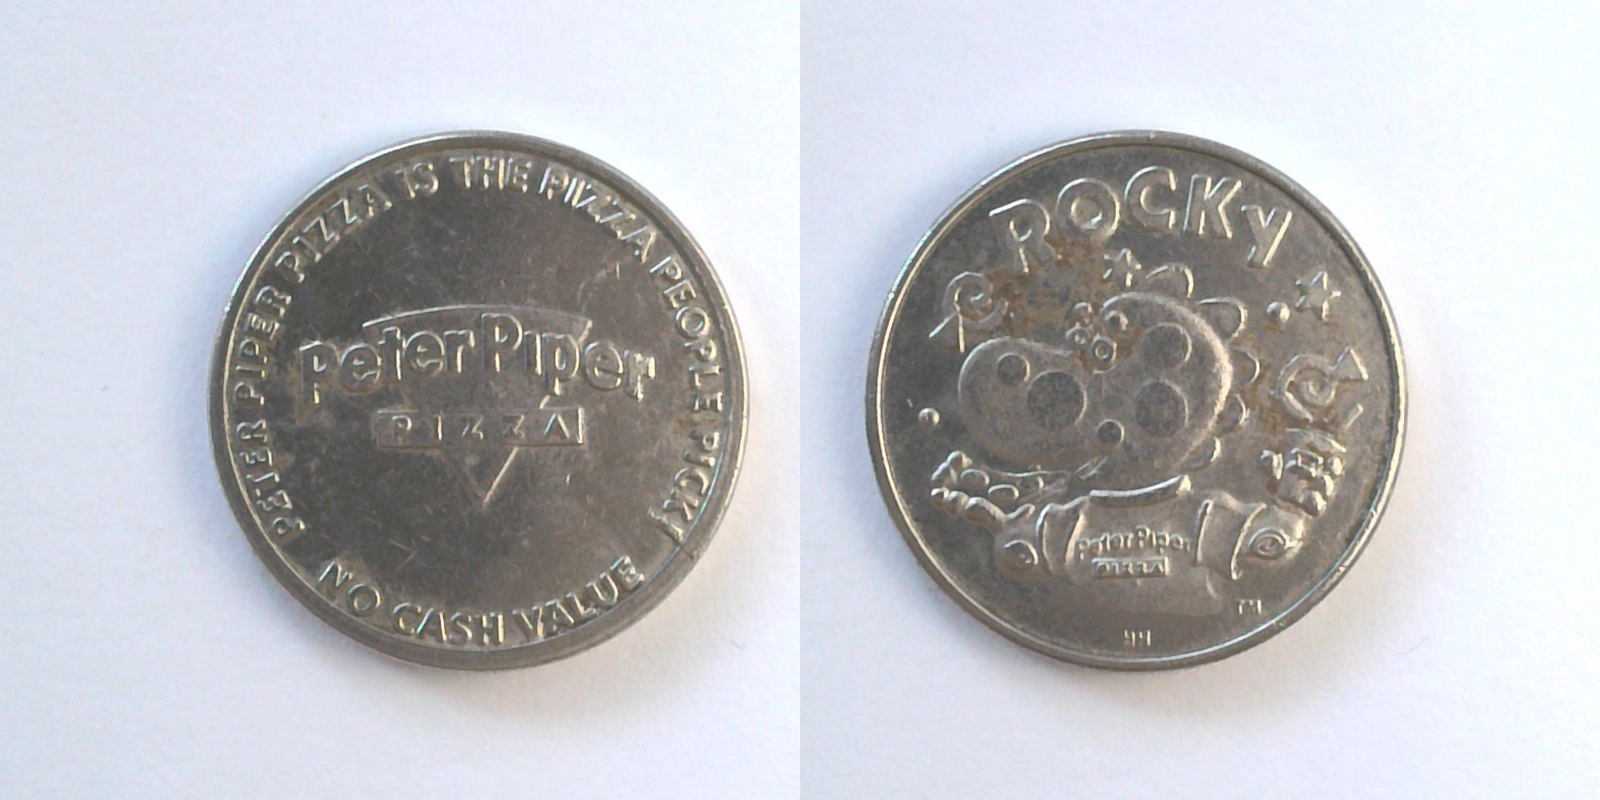 PETER PIPER PIZZA IS THE PIZZA PEOPLE PICK!
Peter Piper
PIZZA
NO CASH VALUE
ROCKY
Peter Piper
PIZZA
TM